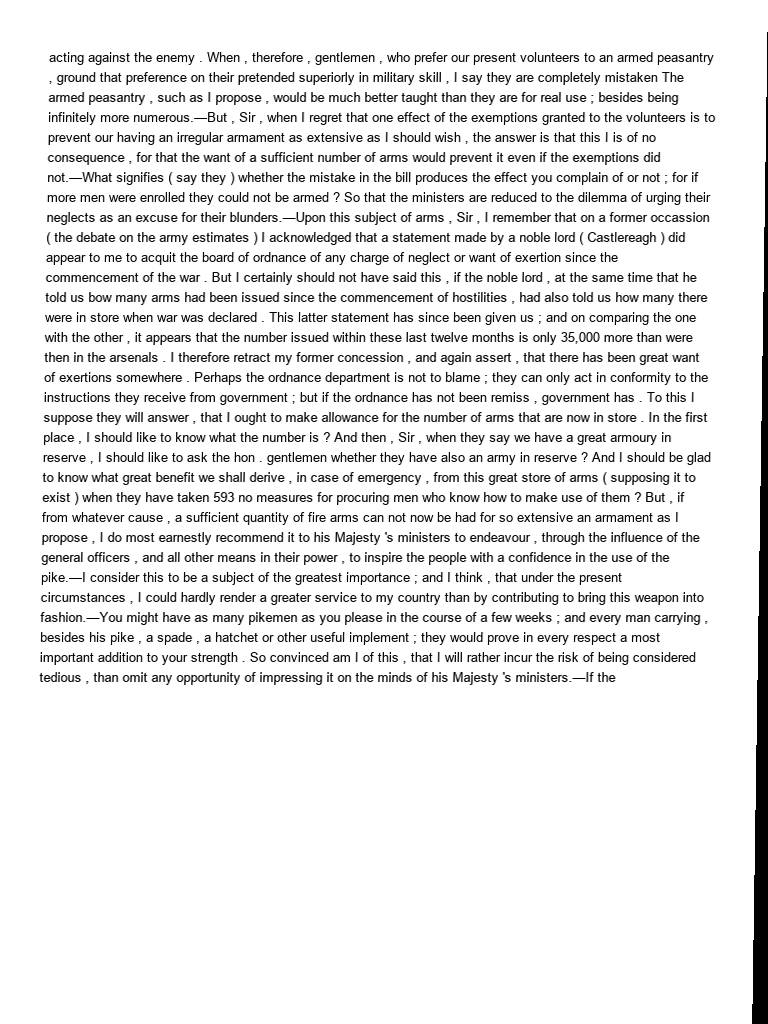 acting against the enemy . When , therefore , gentlemen , who prefer our present volunteers to an armed peasantry
, ground that preference on their pretended superiorly in military skill , I say they are completely mistaken The
armed peasantry , such as I propose , would be much better taught than they are for real use ; besides being
infinitely more numerous.—But , Sir , when I regret that one effect of the exemptions granted to the volunteers is to
prevent our having an irregular armament as extensive as I should wish , the answer is that this I is of no
consequence , for that the want of a sufficient number of arms would prevent it even if the exemptions did
not.—What signifies ( say they ) whether the mistake in the bill produces the effect you complain of or not ; for if
more men were enrolled they could not be armed ? So that the ministers are reduced to the dilemma of urging their
neglects as an excuse for their blunders.—Upon this subject of arms , Sir , I remember that on a former occassion
( the debate on the army estimates ) I acknowledged that a statement made by a noble lord ( Castlereagh ) did
appear to me to acquit the board of ordnance of any charge of neglect or want of exertion since the
commencement of the war . But I certainly should not have said this , if the noble lord , at the same time that he
told us bow many arms had been issued since the commencement of hostilities , had also told us how many there
were in store when war was declared . This latter statement has since been given us ; and on comparing the one
with the other , it appears that the number issued within these last twelve months is only 35,000 more than were
then in the arsenals . I therefore retract my former concession , and again assert , that there has been great want
of exertions somewhere . Perhaps the ordnance department is not to blame ; they can only act in conformity to the
instructions they receive from government ; but if the ordnance has not been remiss , government has . To this I
suppose they will answer , that I ought to make allowance for the number of arms that are now in store . In the first
place , I should like to know what the number is ? And then , Sir , when they say we have a great armoury in
reserve , I should like to ask the hon . gentlemen whether they have also an army in reserve ? And I should be glad
to know what great benefit we shall derive , in case of emergency , from this great store of arms ( supposing it to
exist ) when they have taken 593 no measures for procuring men who know how to make use of them ? But , if
from whatever cause , a sufficient quantity of fire arms can not now be had for so extensive an armament as I
propose , I do most earnestly recommend it to his Majesty 's ministers to endeavour , through the influence of the
general officers , and all other means in their power , to inspire the people with a confidence in the use of the
pike.—I consider this to be a subject of the greatest importance ; and I think , that under the present
circumstances , I could hardly render a greater service to my country than by contributing to bring this weapon into
fashion.—You might have as many pikemen as you please in the course of a few weeks ; and every man carrying ,
besides his pike , a spade , a hatchet or other useful implement ; they would prove in every respect a most
important addition to your strength . So convinced am I of this , that I will rather incur the risk of being considered
tedious , than omit any opportunity of impressing it on the minds of his Majesty 's ministers.—If the